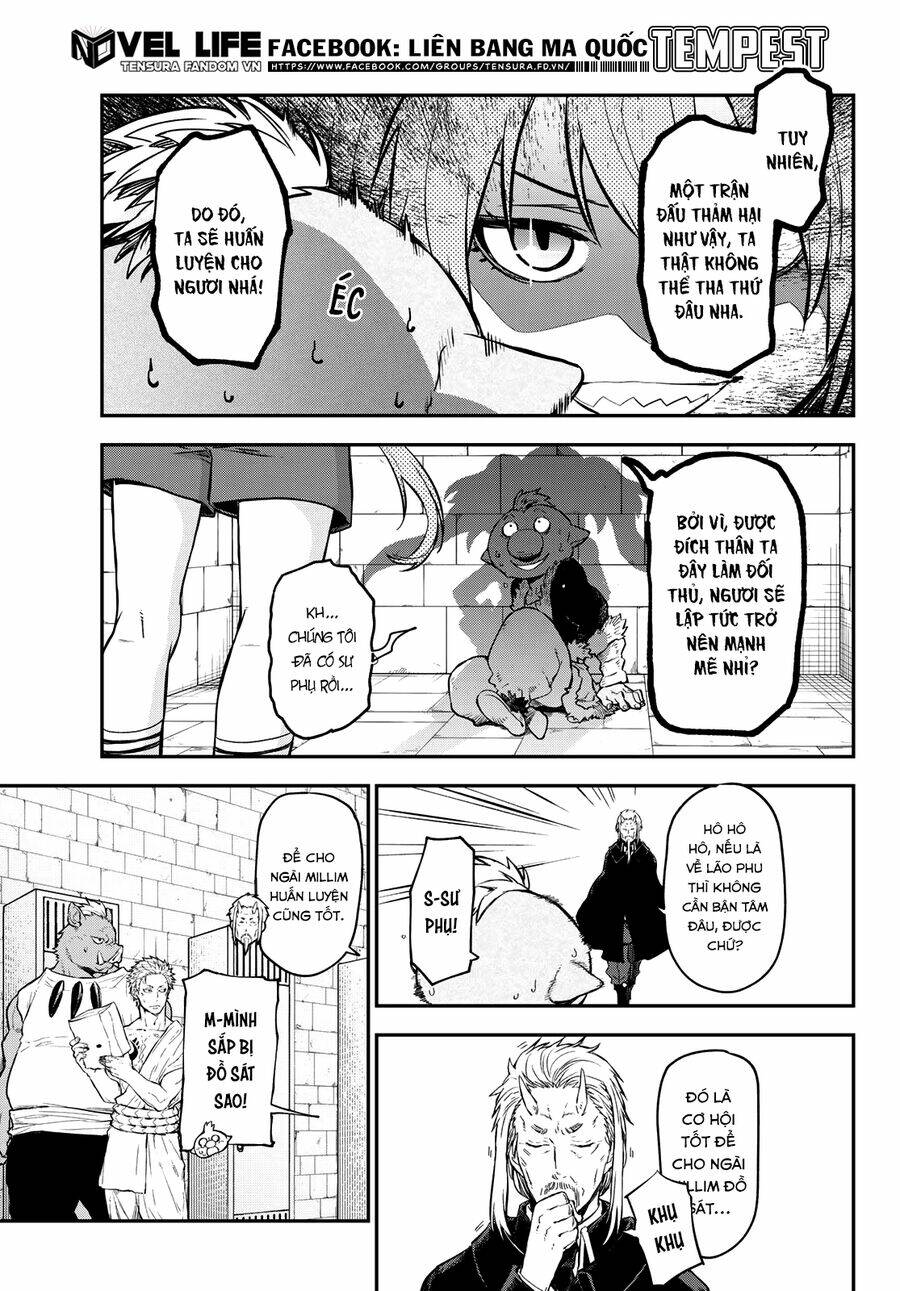 NOVEL LIFE
TENSURA FANDOM VN
FACEBOOK: LIÊN BANG MA QUỐC
HTTPS://WWW.FACEBOOK.COM/GROUPS/TENSURA.FD.VN/
TEMPEST
TUY
NHIÊN,
MỘT TRẬN
ĐẤU THẢM HẠI
NHƯ VẬY, TA
THẬT KHÔNG
THỂ THA THỨ
ĐÂU NHA.
DO ĐÓ,
TA SẼ HUẤN
LUYỆN CHO
NGƯƠI NHÁ!
ÉC
BỞI VÌ, ĐƯỢC
ĐÍCH THÂN TA
ĐÂY LÀM ĐỐI
THỦ, NGƯƠI SẼ
LẬP TỨC TRỞ
NÊN MẠNH
MẼ NHỈ?
KH...
CHÚNG TÔI
ĐÃ CÓ SƯ
PHỤ RỒI...
HÔ HÔ
HÔ, NẾU LÀ
VỀ LÃO PHU
THÌ KHÔNG
CẦN BẬN TÂM
ĐÂU, ĐƯỢC
CHỨ?
S-SƯ
PHỤ!
ĐỂ CHO
NGÀI MILLIM
HUẤN LUYỆN
CŨNG TỐT.
M-MÌNH
SẮP BỊ
ĐỒ SÁT
SAO!
ĐÓ LÀ
CƠ HỘI
TỐT ĐỂ
CHO NGÀI
MILLIM ĐỒ
SÁT...
KHỤ
KHỤ